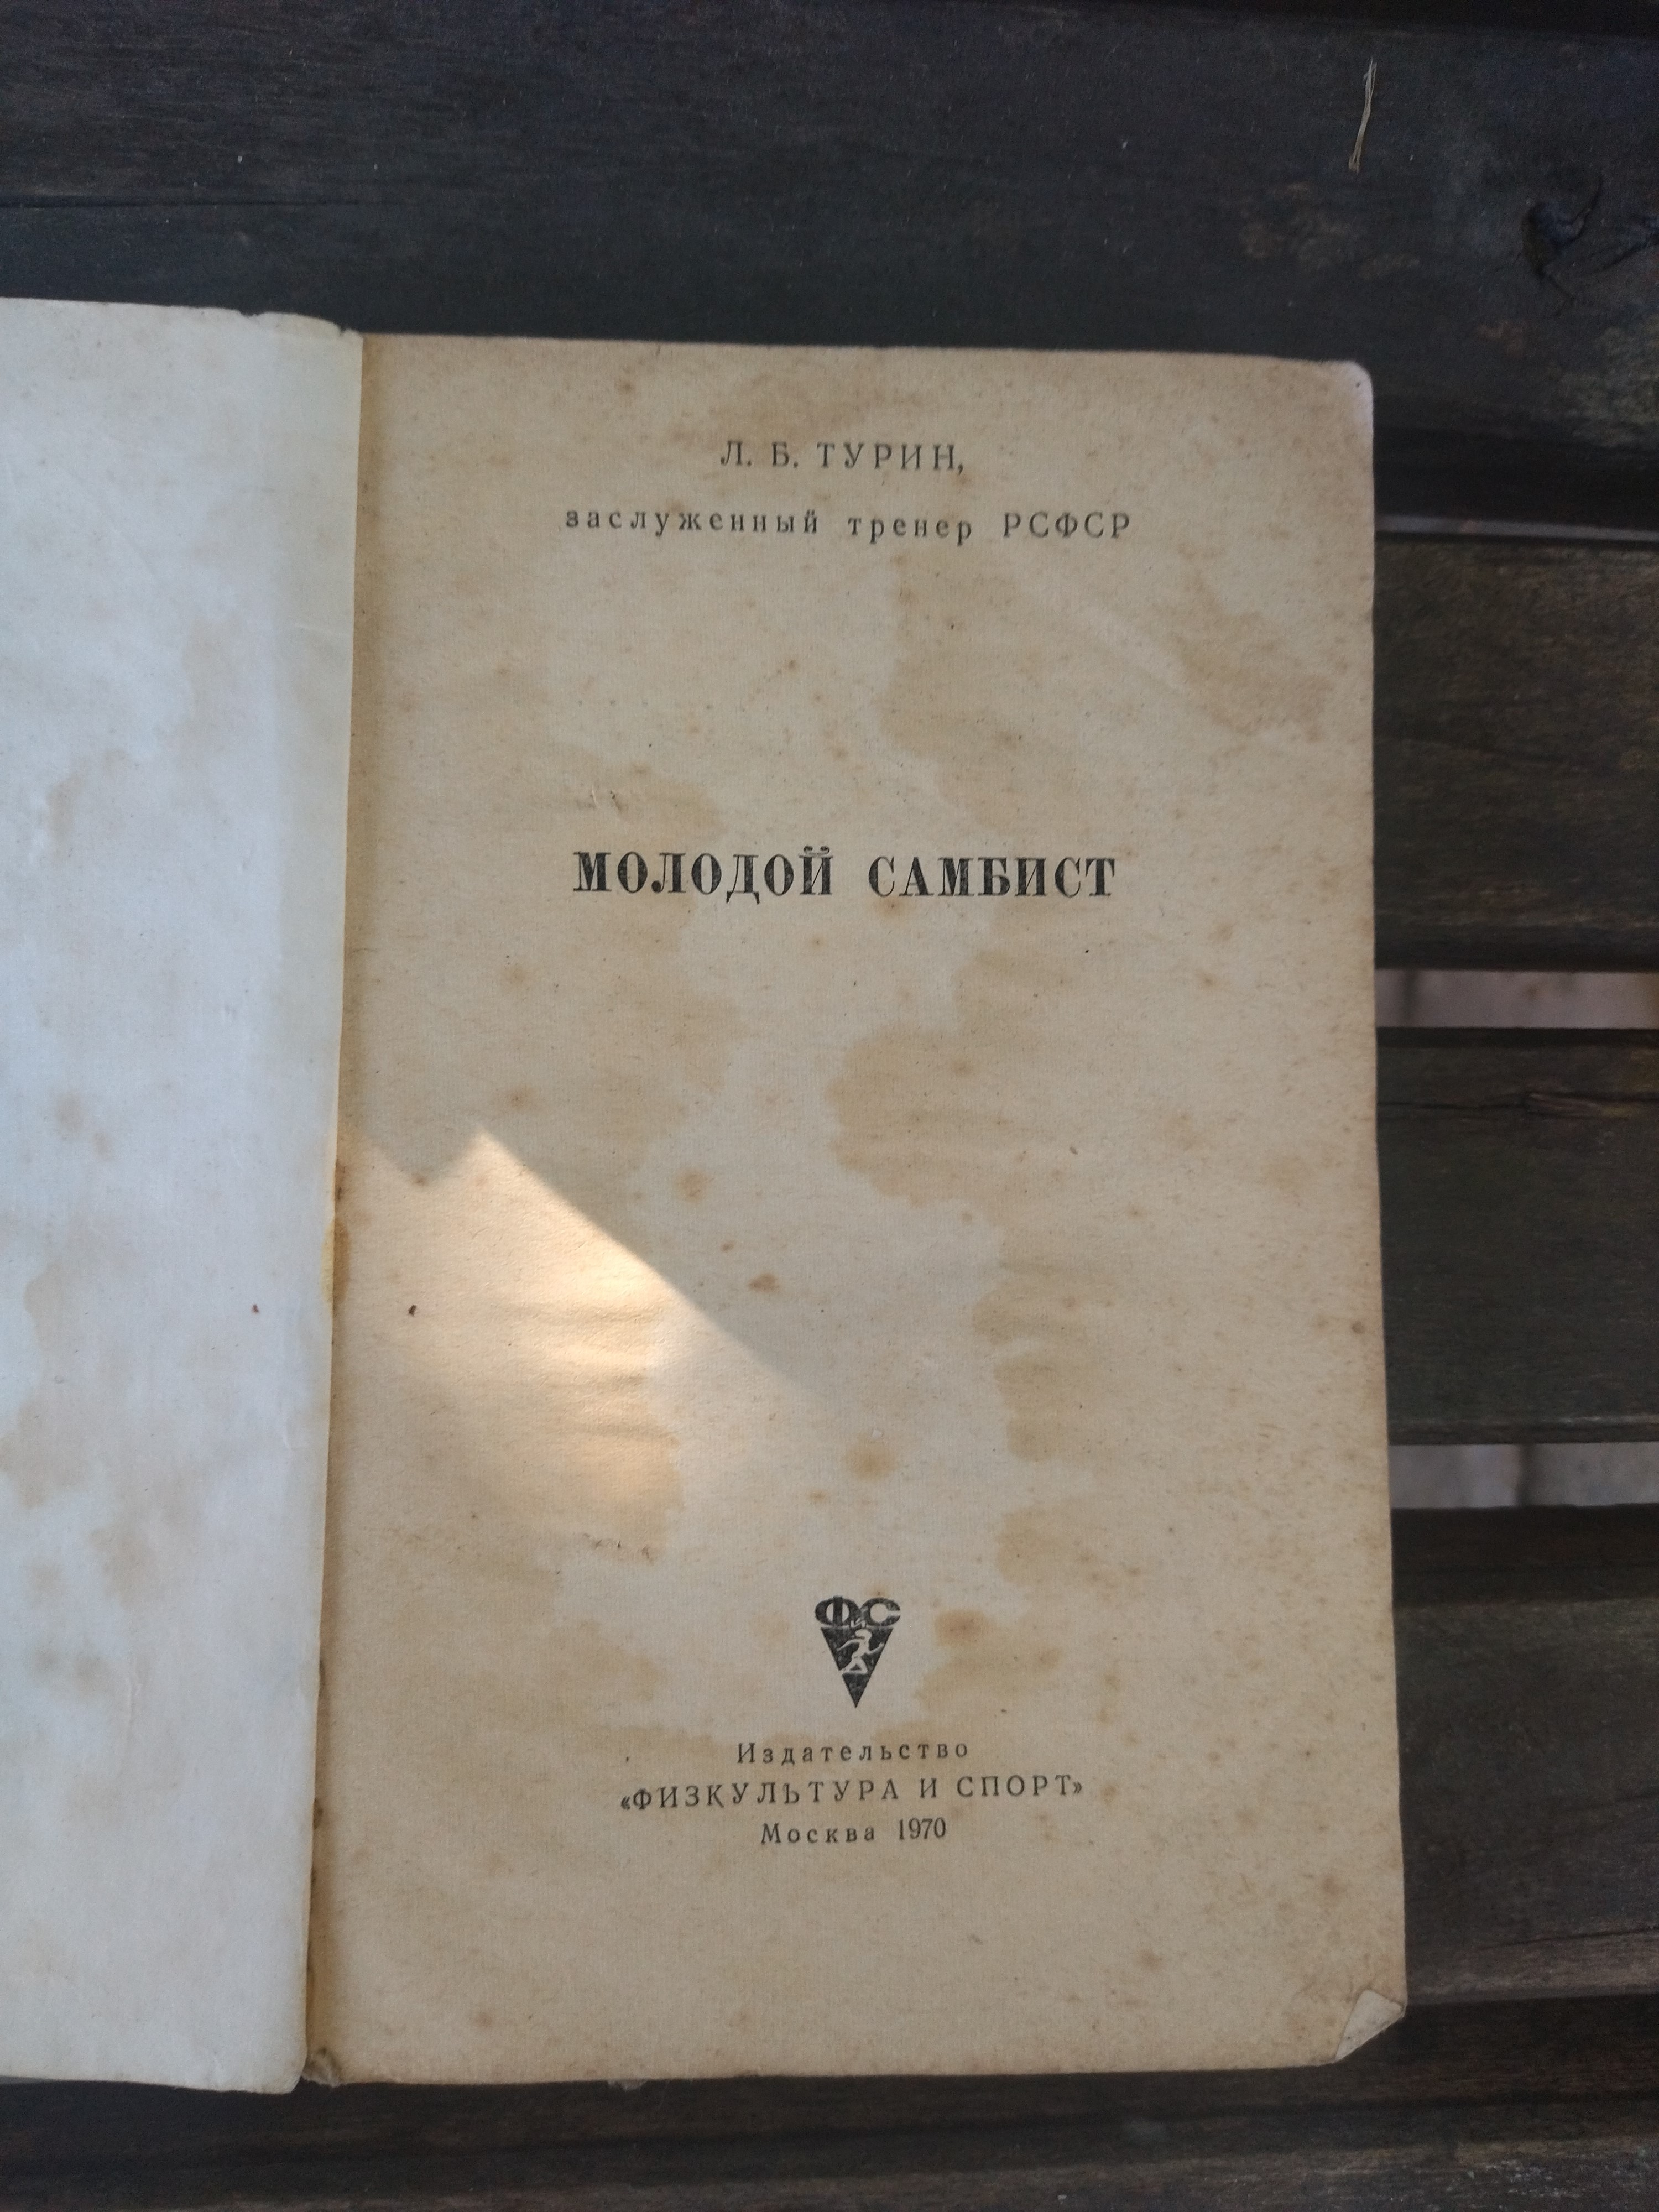 Л. Б. ТУРИН,
заслуженный тренер РСФСР
МОЛОДОЙ САМБИСТ
ФиС
Издательство
«ФИЗКУЛЬТУРА И СПОРТ»
Москва 1970